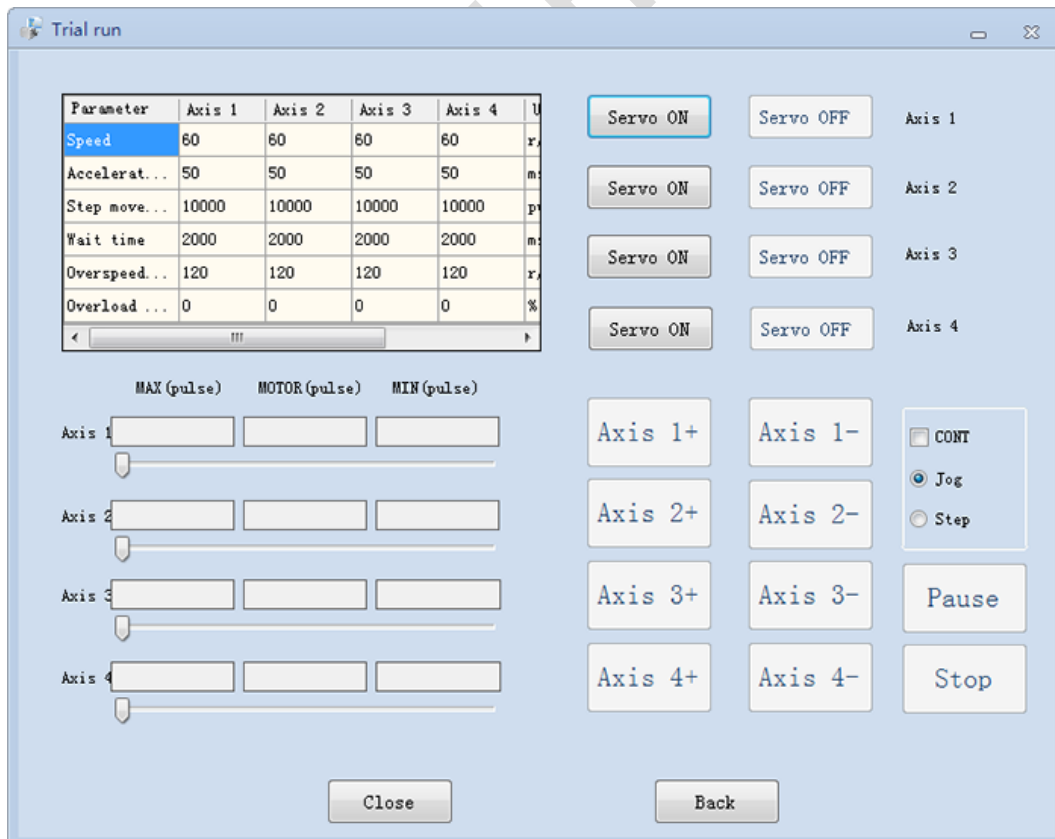 Trial run
Parameter Axis 1 Axis 2 Axis 3 Axis 4 U
Speed 60 60 60 60 r/
Accelerat... 50 50 50 50 m
Step move... 10000 10000 10000 10000 p
Wait time 2000 2000 2000 2000 m
Overspeed... 120 120 120 120 r/
Overload ... 0 0 0 0 %
Servo ON Servo OFF Axis 1
Servo ON Servo OFF Axis 2
Servo ON Servo OFF Axis 3
Servo ON Servo OFF Axis 4
MAX(pulse) MOTOR(pulse) MIN(pulse)
Axis 1
Axis 2
Axis 3
Axis 4
Axis 1+ Axis 1-
Axis 2+ Axis 2-
Axis 3+ Axis 3-
Axis 4+ Axis 4-
CONT
Jog
Step
Pause
Stop
Close Back